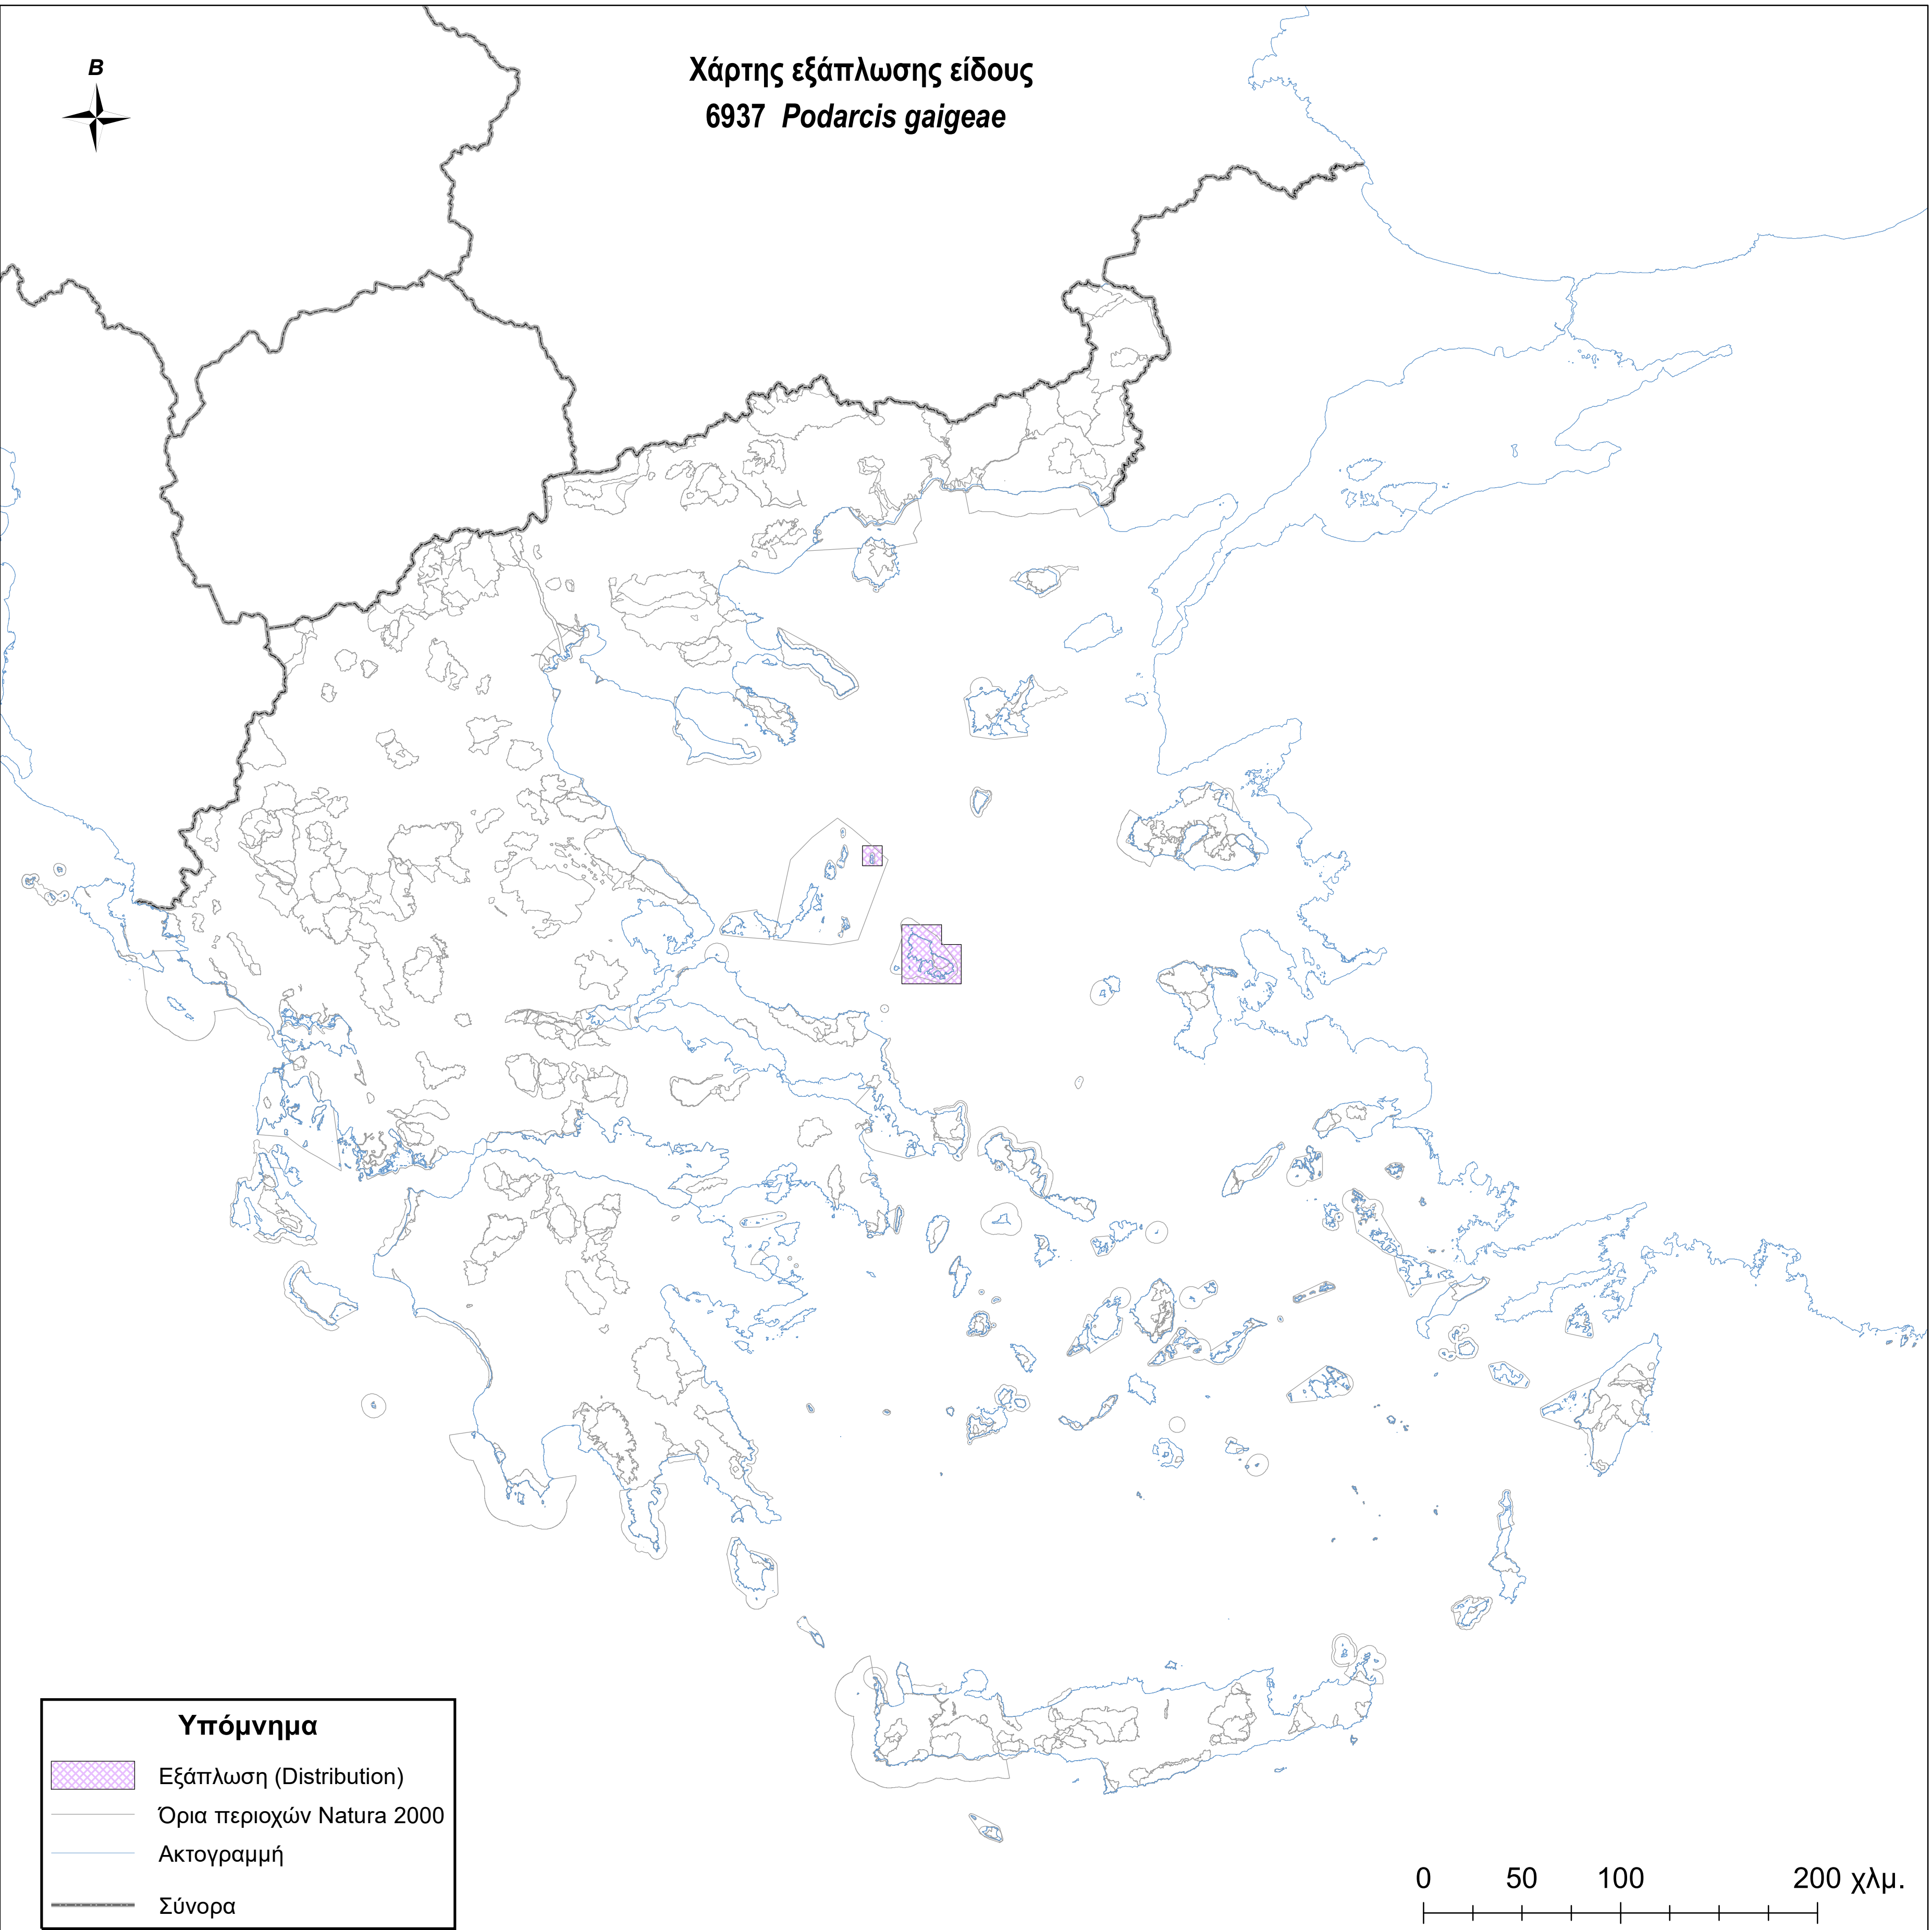 Β
Χάρτης εξάπλωσης είδους
6937 Podarcis gaigeae
Υπόμνημα
Εξάπλωση (Distribution)
Όρια περιοχών Natura 2000
Ακτογραμμή
Σύνορα
0 50 100 200 χλμ.